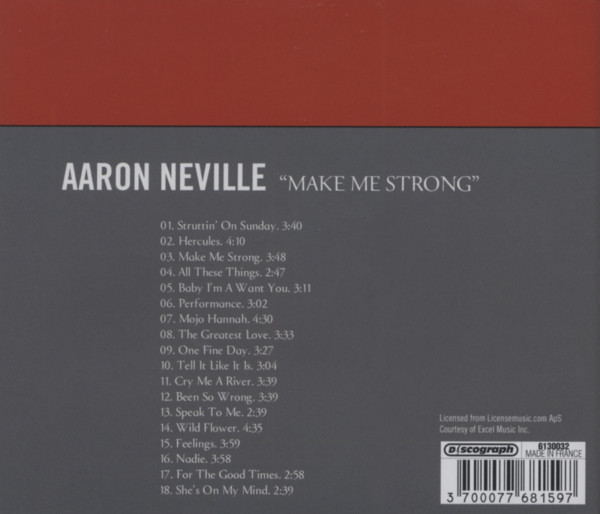 AARON NEVILLE “MAKE ME STRONG”
01. Struttin' On Sunday. 3:40
02. Hercules. 4:10
03. Make Me Strong. 3:48
04. All These Things. 2:47
05. Baby I'm A Want You. 3:11
06. Performance. 3:02
07. Mojo Hannah. 4:30
08. The Greatest Love. 3:33
09. One Fine Day. 3:27
10. Tell It Like It Is. 3:04
11. Cry Me A River. 3:39
12. Been So Wrong. 3:39
13. Speak To Me. 2:39
14. Wild Flower. 4:35
15. Feelings. 3:59
16. Nadie. 3:58
17. For The Good Times. 2:58
18. She's On My Mind. 2:39
Licensed from Licensemusic.com ApS
Courtesy of Excel Music Inc.
Discograph 6130032
MADE IN FRANCE
3 700077 681597